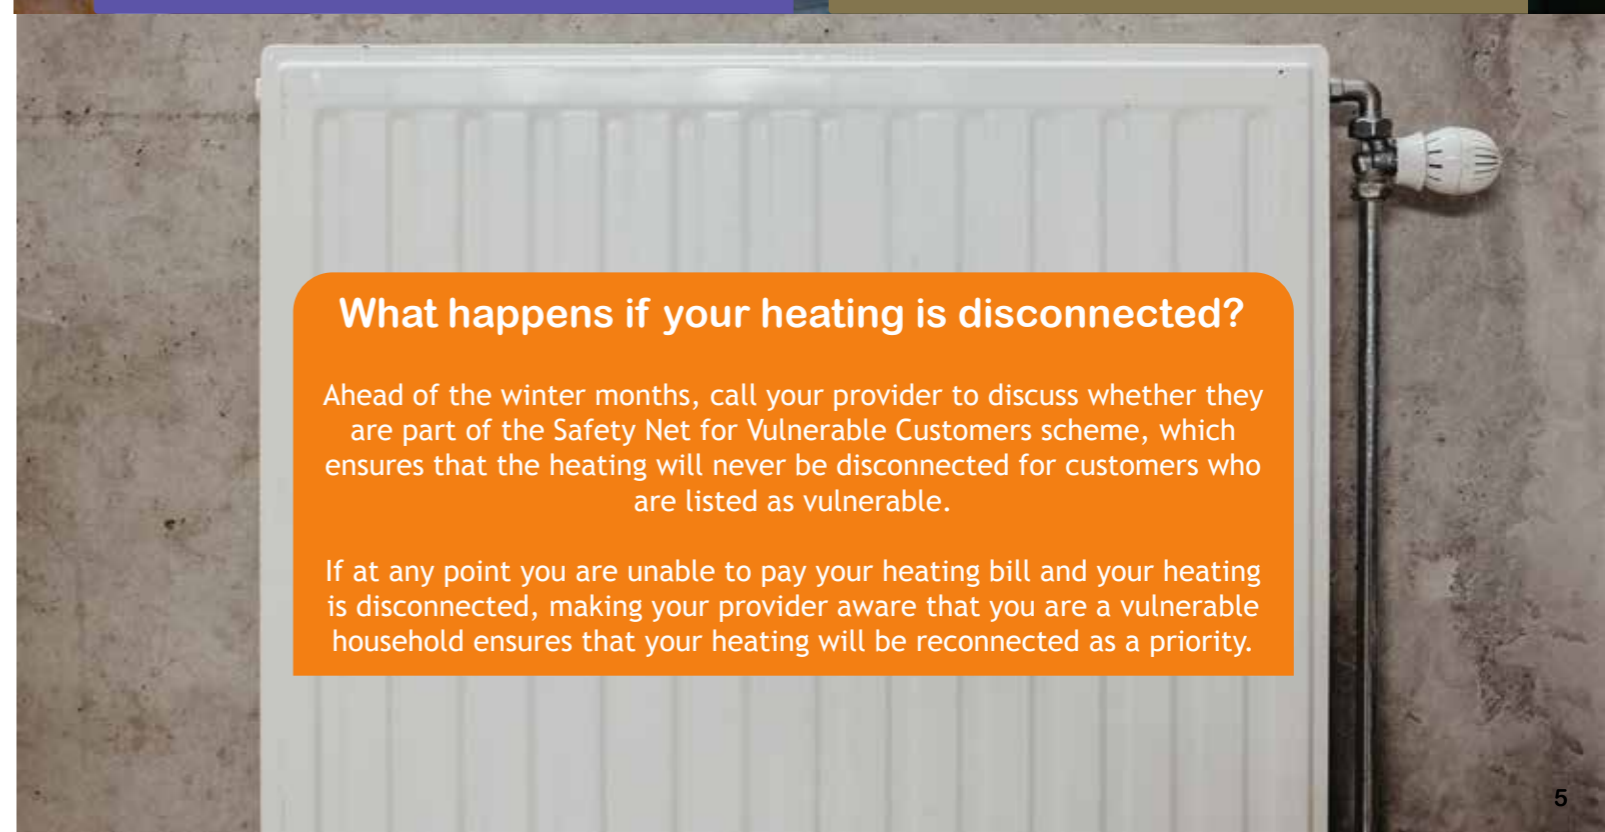 What happens if your heating is disconnected?
Ahead of the winter months, call your provider to discuss whether they
are part of the Safety Net for Vulnerable Customers scheme, which
ensures that the heating will never be disconnected for customers who
are listed as vulnerable.
If at any point you are unable to pay your heating bill and your heating
is disconnected, making your provider aware that you are a vulnerable
household ensures that your heating will be reconnected as a priority.
5